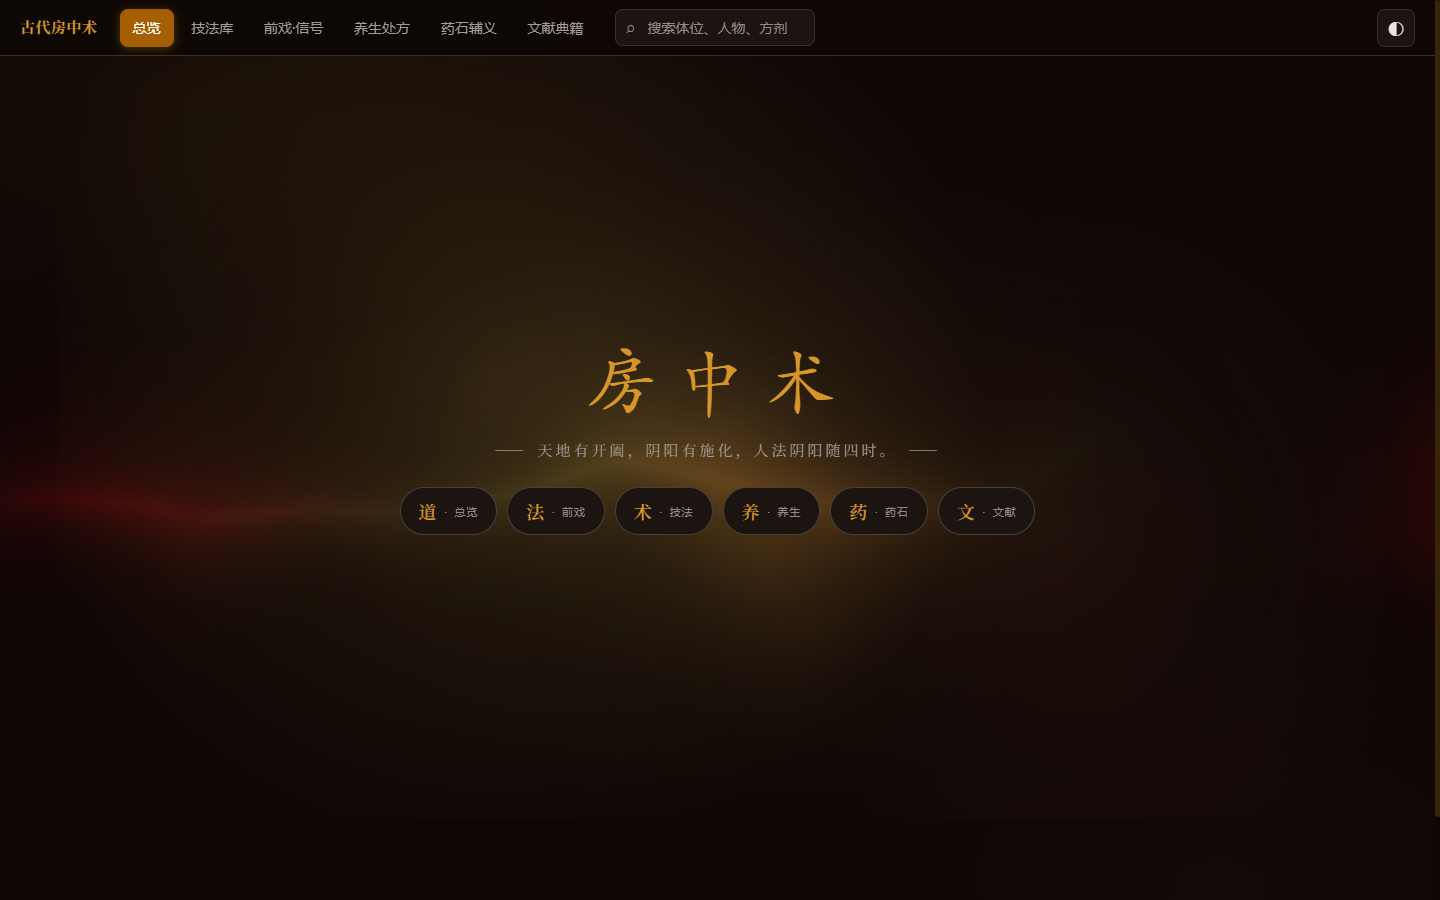 古代房中术 总览 技法库 前戏·信号 养生处方 药石辅义 文献典籍 搜索体位、人物、方剂
房中术
天地有开阖，阴阳有施化，人法阴阳随四时。
道 · 总览 法 · 前戏 术 · 技法 养 · 养生 药 · 药石 文 · 文献